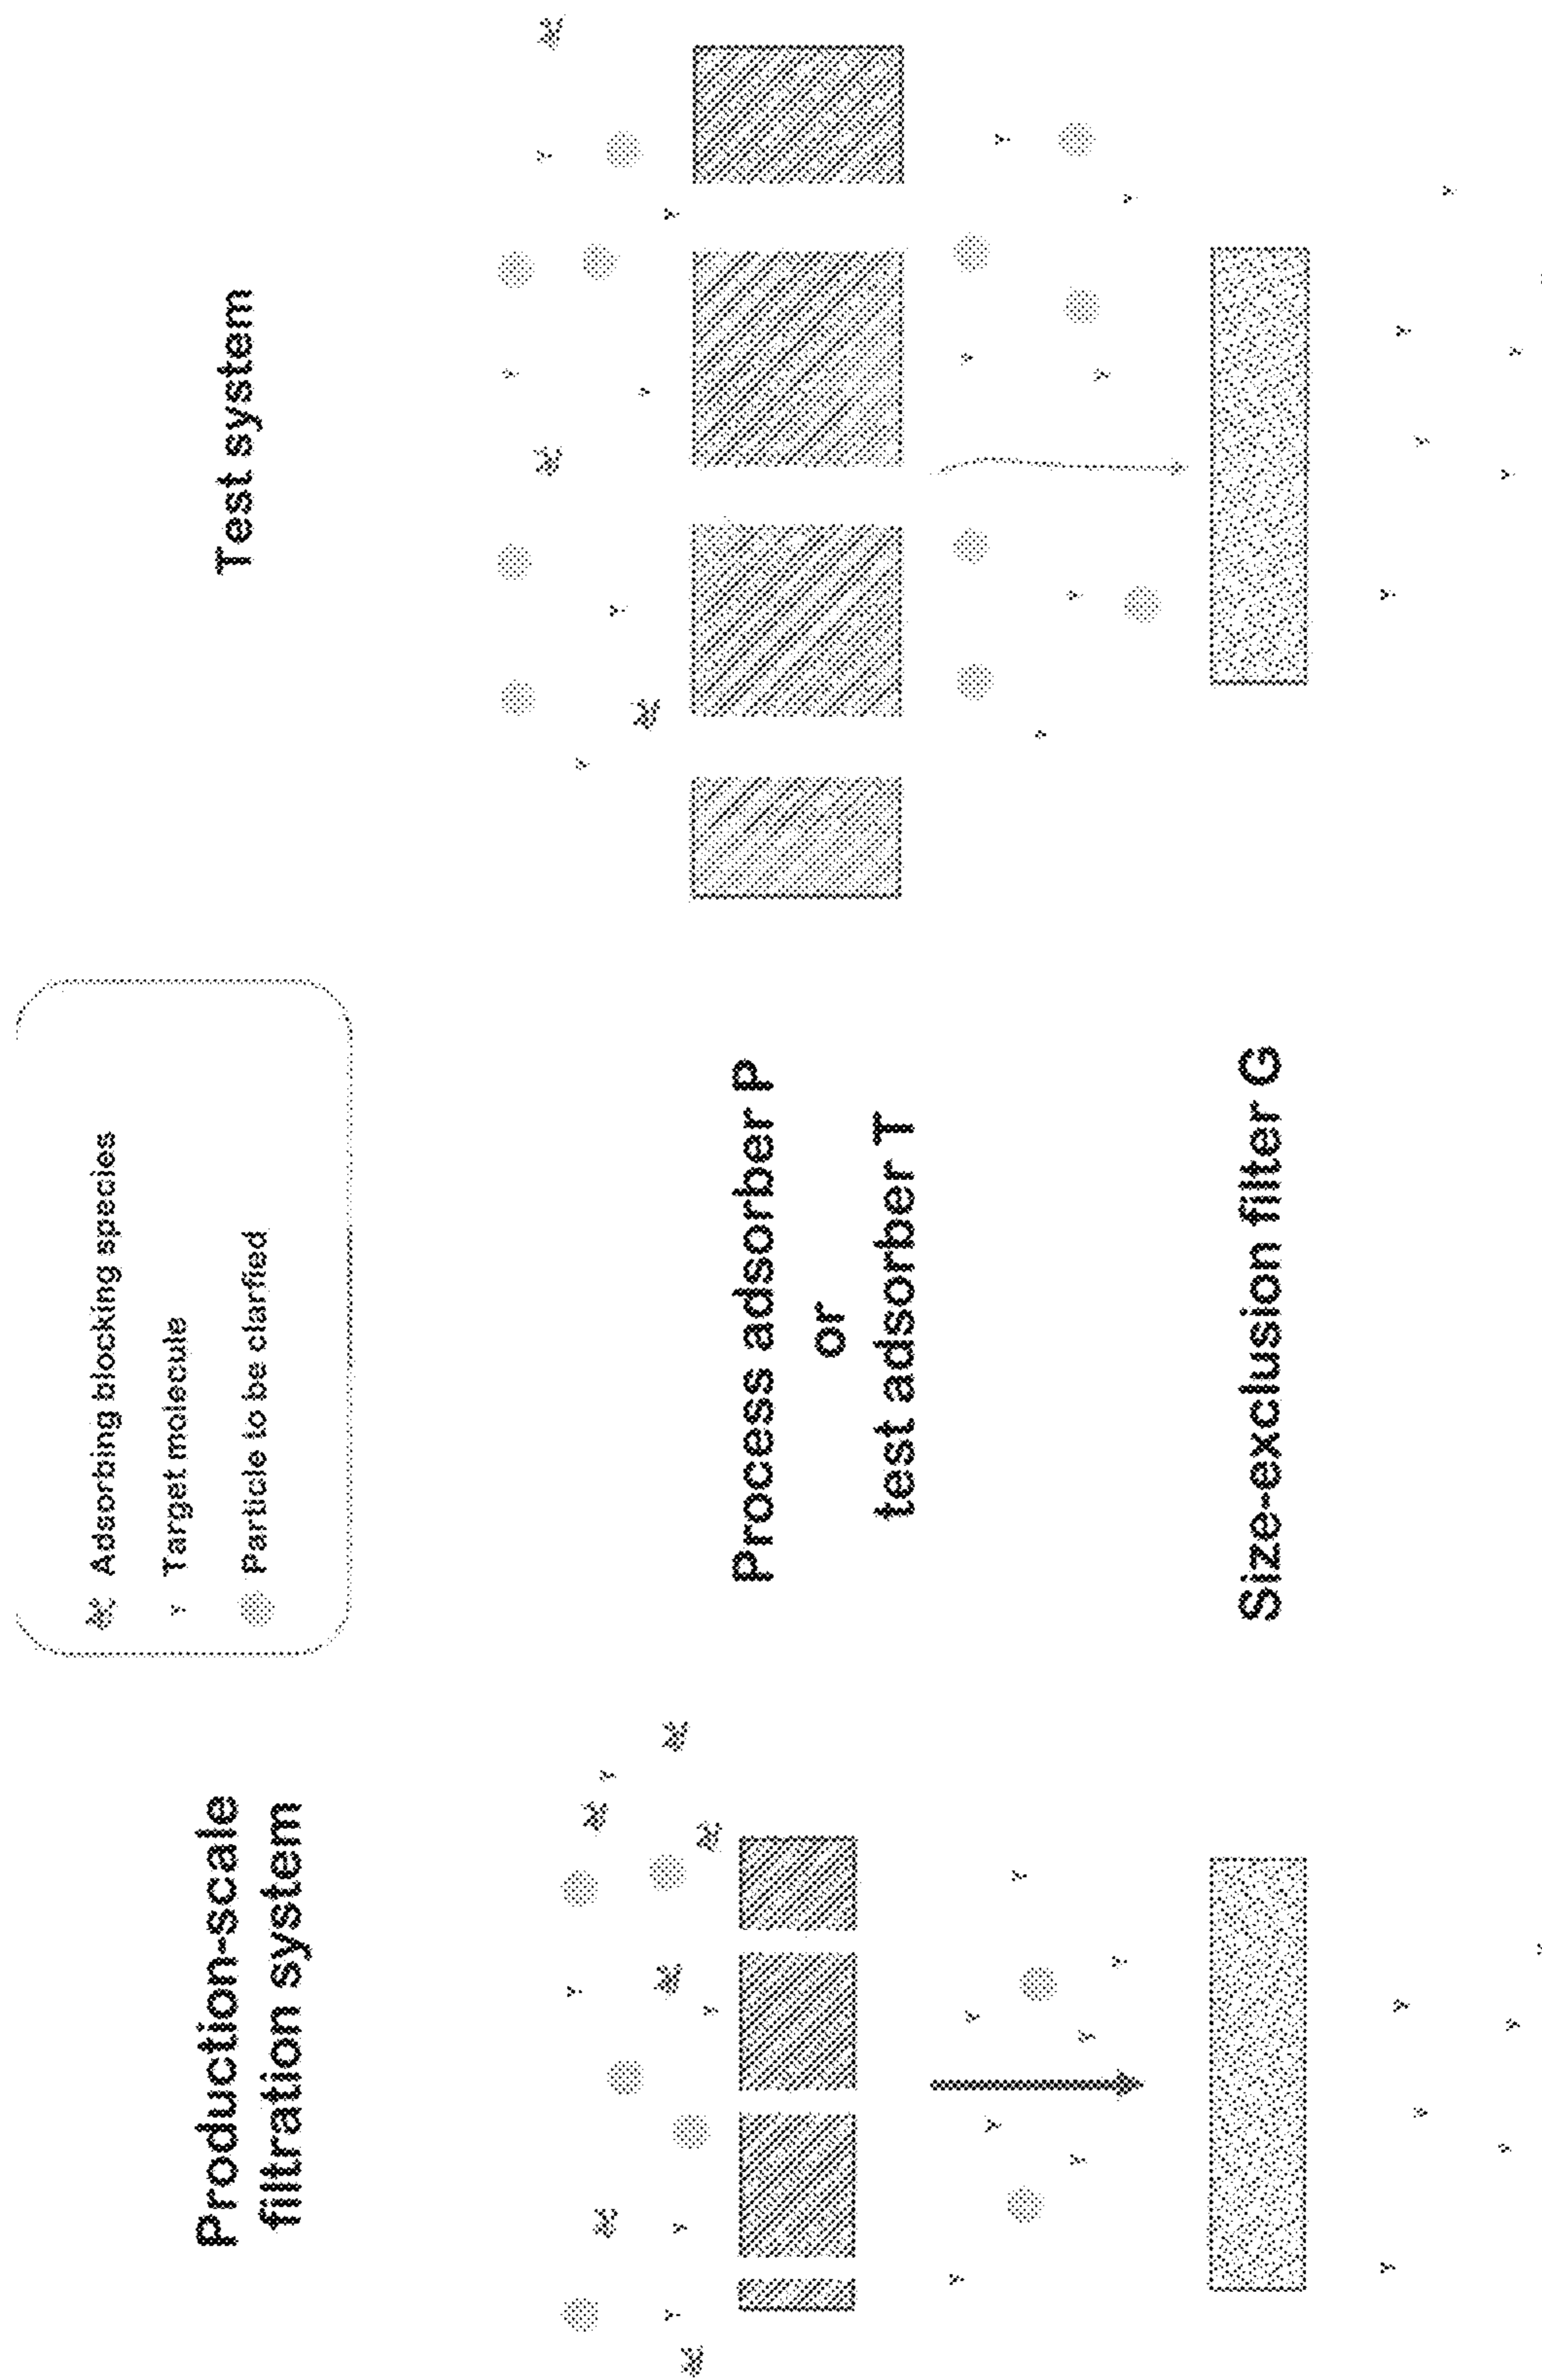 Production-scale
filtration system
Adsorbing blocking species
Target molecule
Particle to be clarfied
Test system
Process adsorber P
or
test adsorber T
Size-exclusion filter G